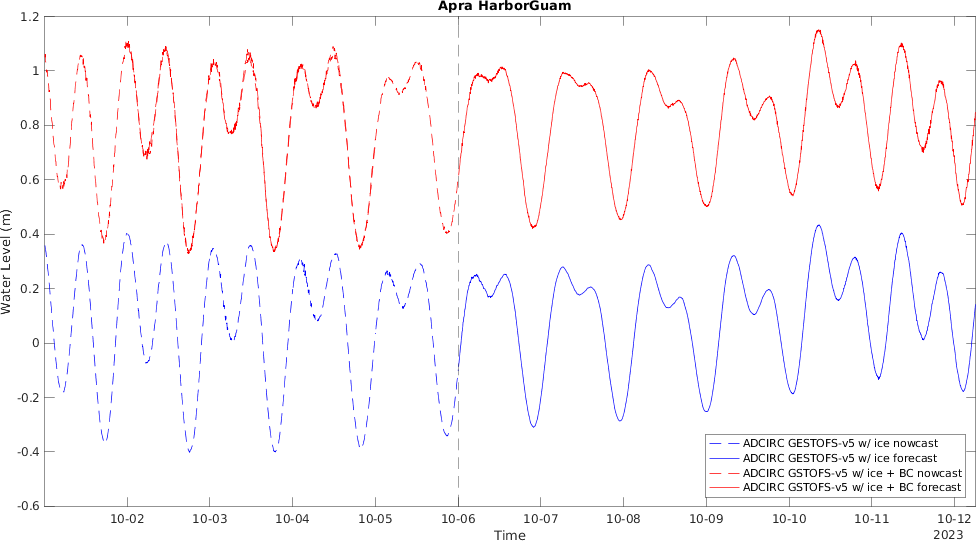 Apra HarborGuam
1.2
1
0.8
0.6
0.4
0.2
0
-0.2
-0.4
-0.6
Water Level (m)
10-02 10-03 10-04 10-05 10-06 10-07 10-08 10-09 10-10 10-11 10-12
Time
2023
ADCIRC GESTOFS-v5 w/ ice nowcast
ADCIRC GESTOFS-v5 w/ ice forecast
ADCIRC GSTOFS-v5 w/ ice + BC nowcast
ADCIRC GSTOFS-v5 w/ ice + BC forecast